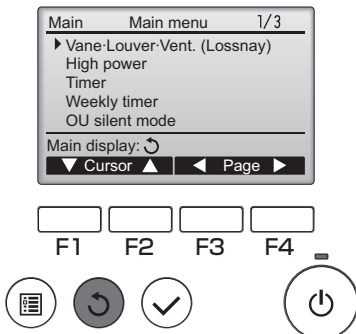 Main Main menu 1/3
Vane·Louver·Vent. (Lossnay)
High power
Timer
Weekly timer
OU silent mode
Main display:
Cursor Page
F1 F2 F3 F4